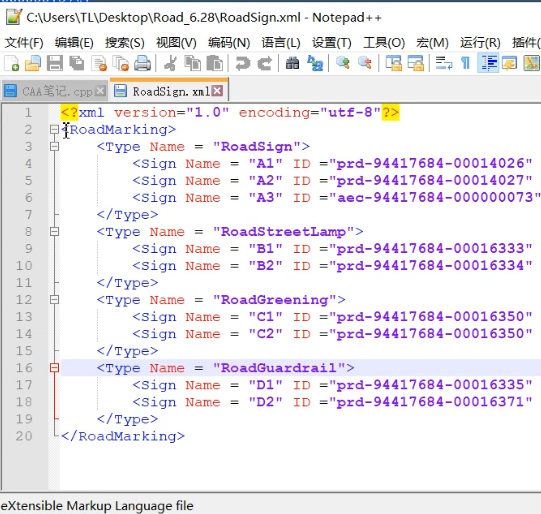 C:\Users\TL\Desktop\Road_6.28\RoadSign.xml - Notepad++
文件(F) 编辑(E) 搜索(S) 视图(V) 编码(N) 语言(L) 设置(T) 工具(O) 宏(M) 运行(R) 插件(
CAA笔记.cpp RoadSign.xml
1 <?xml version="1.0" encoding="utf-8"?>
2 <RoadMarking>
3 <Type Name = "RoadSign">
4 <Sign Name = "A1" ID ="prd-94417684-00014026"
5 <Sign Name = "A2" ID ="prd-94417684-00014027"
6 <Sign Name = "A3" ID ="aec-94417684-000000073"
7 </Type>
8 <Type Name = "RoadStreetLamp">
9 <Sign Name = "B1" ID ="prd-94417684-00016333"
10 <Sign Name = "B2" ID ="prd-94417684-00016334"
11 </Type>
12 <Type Name = "RoadGreening">
13 <Sign Name = "C1" ID ="prd-94417684-00016350"
14 <Sign Name = "C2" ID ="prd-94417684-00016350"
15 </Type>
16 <Type Name = "RoadGuardrail">
17 <Sign Name = "D1" ID ="prd-94417684-00016335"
18 <Sign Name = "D2" ID ="prd-94417684-00016371"
19 </Type>
20 </RoadMarking>
eXtensible Markup Language file